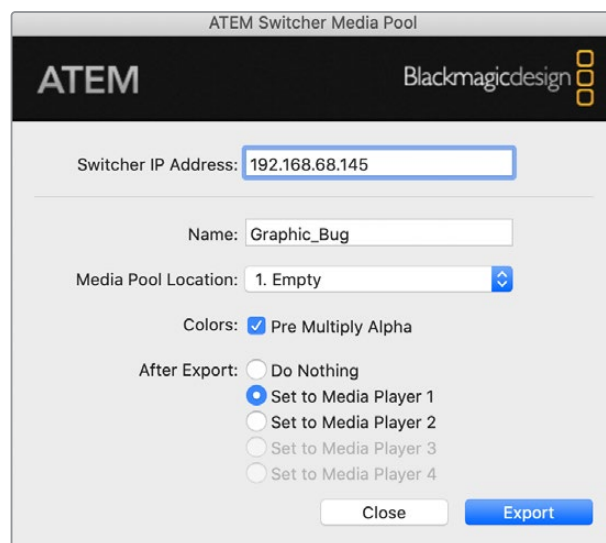 ATEM Switcher Media Pool
ATEM
Blackmagicdesign
Switcher IP Address: 192.168.68.145
Name: Graphic_Bug
Media Pool Location: 1. Empty
Colors: Pre Multiply Alpha
After Export: Do Nothing
Set to Media Player 1
Set to Media Player 2
Set to Media Player 3
Set to Media Player 4
Close Export